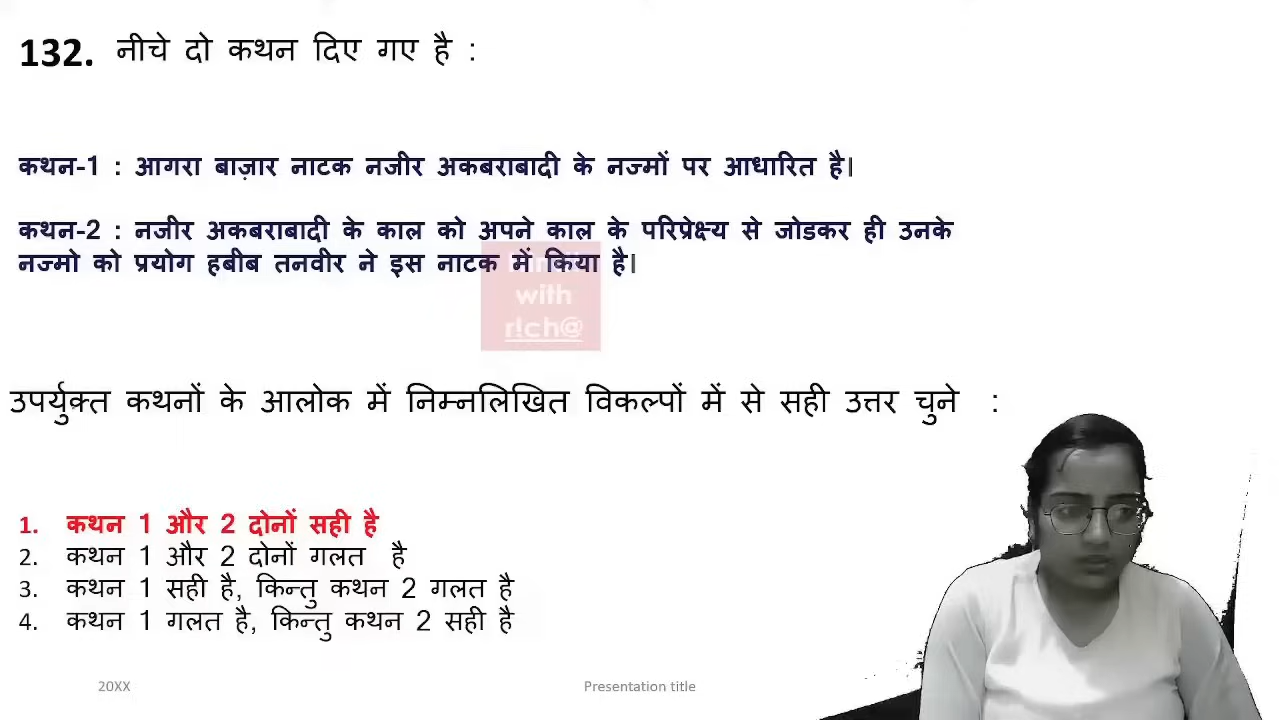 132. नीचे दो कथन दिए गए है :
कथन-1 : आगरा बाज़ार नाटक नजीर अकबराबादी के नज्मों पर आधारित है।
कथन-2 : नजीर अकबराबादी के काल को अपने काल के परिप्रेक्ष्य से जोडकर ही उनके
नज्मो को प्रयोग हबीब तनवीर ने इस नाटक में किया है।
with
r!ch@
उपर्युक्त कथनों के आलोक में निम्नलिखित विकल्पों में से सही उत्तर चुने :
1. कथन 1 और 2 दोनों सही है
2. कथन 1 और 2 दोनों गलत है
3. कथन 1 सही है, किन्तु कथन 2 गलत है
4. कथन 1 गलत है, किन्तु कथन 2 सही है
20XX
Presentation title